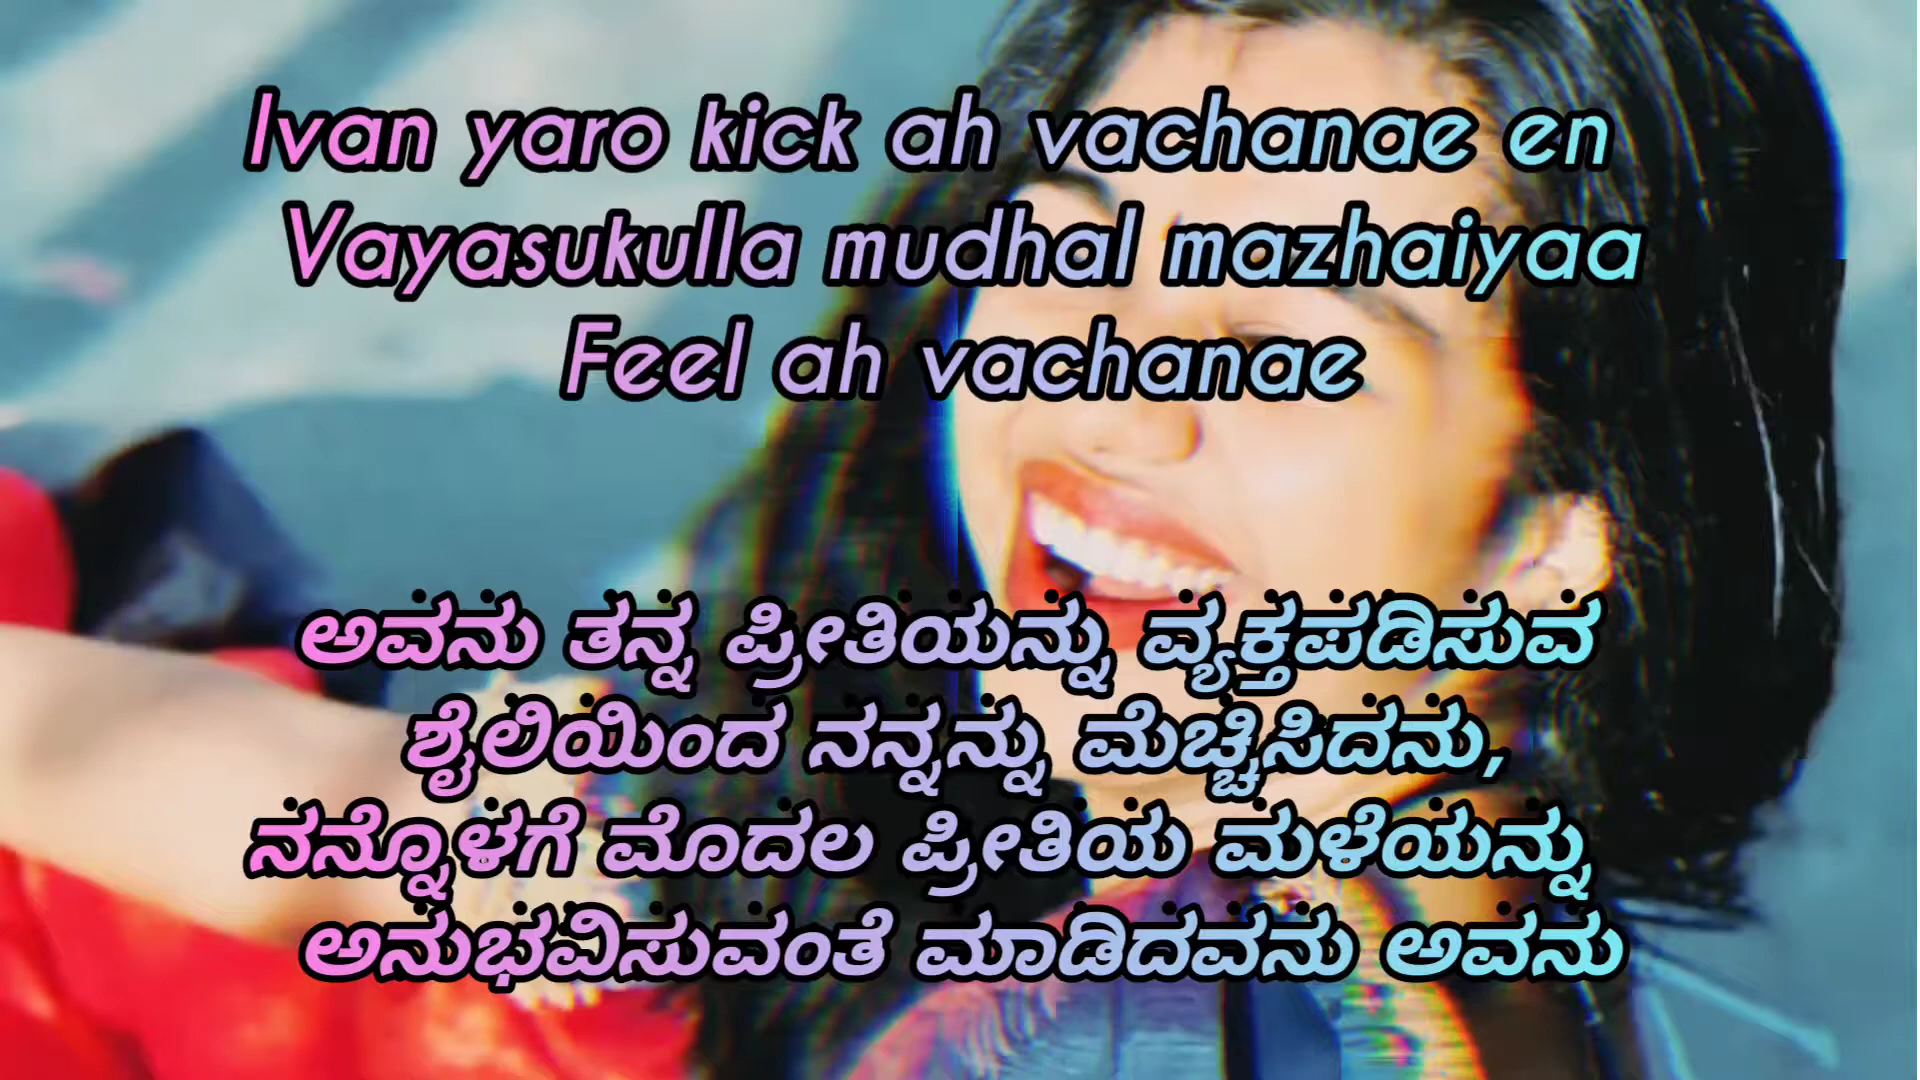 Ivan yaro kick ah vachanae en
Vayasukulla mudhal mazhaiyaa
Feel ah vachanae
ಅವನು ತನ್ನ ಪ್ರೀತಿಯನ್ನು ವ್ಯಕ್ತಪಡಿಸುವ
ಶೈಲಿಯಿಂದ ನನ್ನನ್ನು ಮೆಚ್ಚಿಸಿದನು,
ನನ್ನೊಳಗೆ ಮೊದಲ ಪ್ರೀತಿಯ ಮಳೆಯನ್ನು
ಅನುಭವಿಸುವಂತೆ ಮಾಡಿದವನು ಅವನು